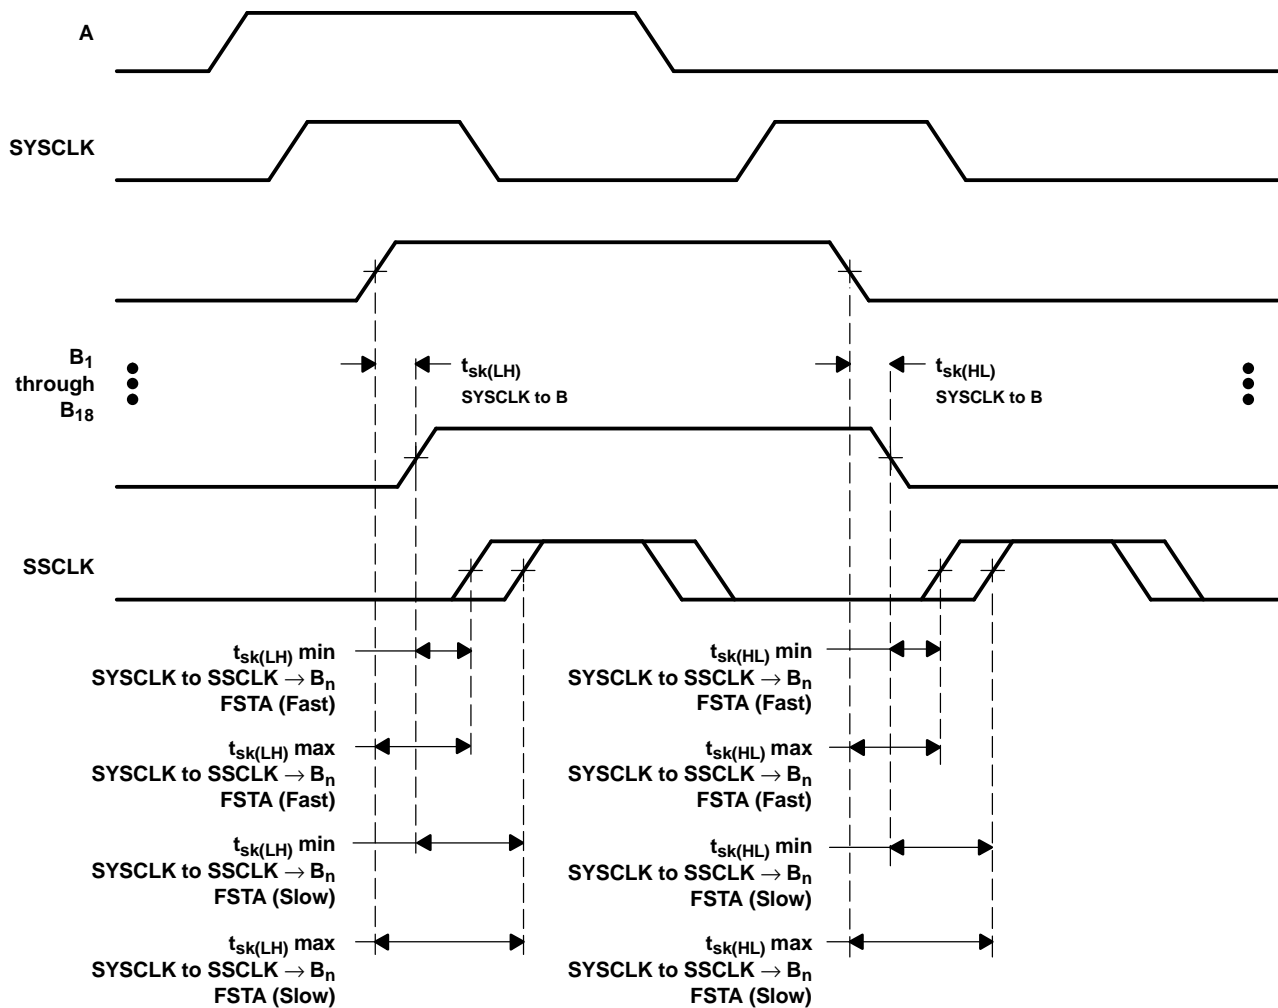 A
SYSCLK
B1
through
B18
tsk(LH)
SYSCLK to B
tsk(HL)
SYSCLK to B
SSCLK
tsk(LH) min
SYSCLK to SSCLK → Bn
FSTA (Fast)
tsk(HL) min
SYSCLK to SSCLK → Bn
FSTA (Fast)
tsk(LH) max
SYSCLK to SSCLK → Bn
FSTA (Fast)
tsk(HL) max
SYSCLK to SSCLK → Bn
FSTA (Fast)
tsk(LH) min
SYSCLK to SSCLK → Bn
FSTA (Slow)
tsk(HL) min
SYSCLK to SSCLK → Bn
FSTA (Slow)
tsk(LH) max
SYSCLK to SSCLK → Bn
FSTA (Slow)
tsk(HL) max
SYSCLK to SSCLK → Bn
FSTA (Slow)